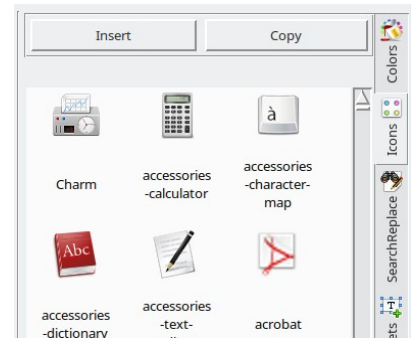 Insert
Copy
Colors
Icons
SearchReplace
à
Charm
accessories
-calculator
accessories
-character-
map
Abc
accessories
-dictionary
accessories
-text-
acrobat